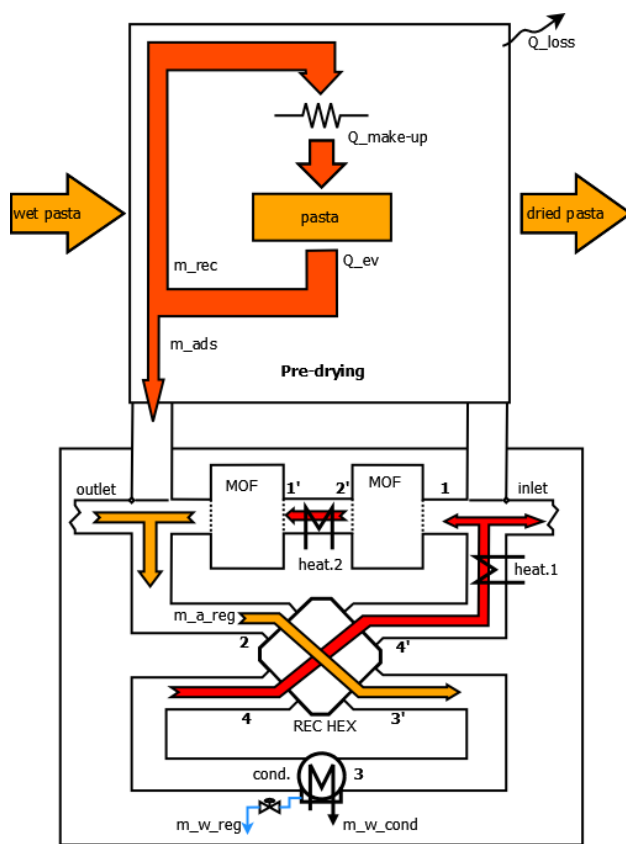 Q_loss
Q_make-up
wet pasta
pasta
dried pasta
m_rec
Q_ev
m_ads
Pre-drying
outlet
MOF
1'
2'
MOF
1
inlet
heat.2
heat.1
m_a_reg
2
4'
4
REC HEX
3'
cond.
3
m_w_reg
m_w_cond